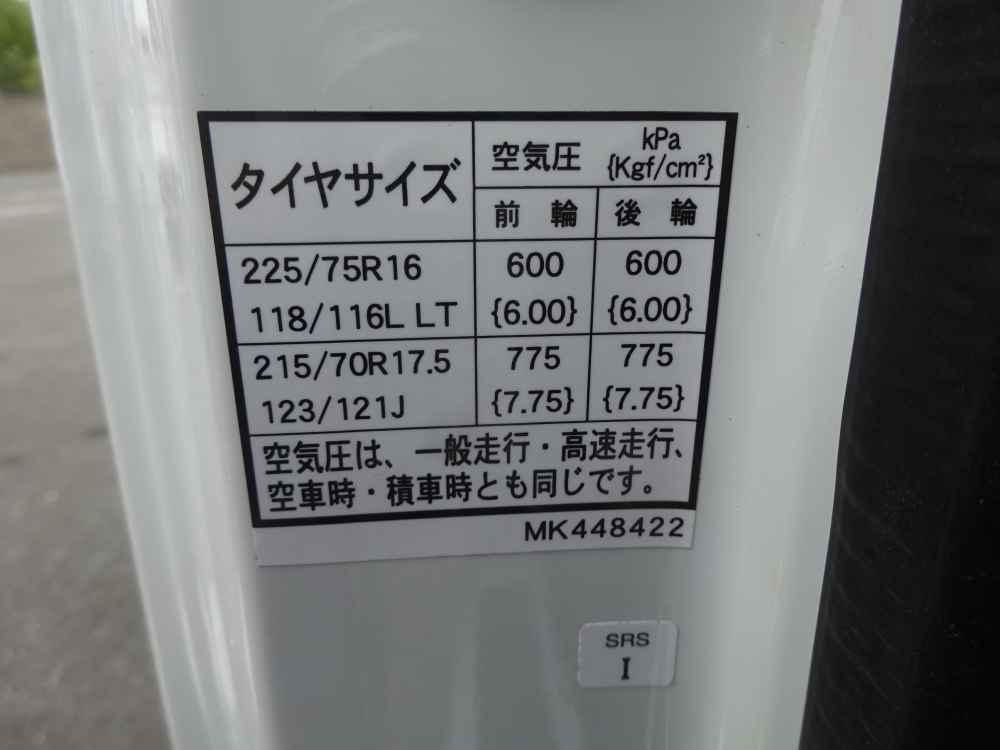 タイヤサイズ
空気圧 kPa {Kgf/cm²}
前輪 後輪
225/75R16 600 600
118/116L LT {6.00} {6.00}
215/70R17.5 775 775
123/121J {7.75} {7.75}
空気圧は、一般走行・高速走行、
空車時・積車時とも同じです。
MK448422
SRS
I